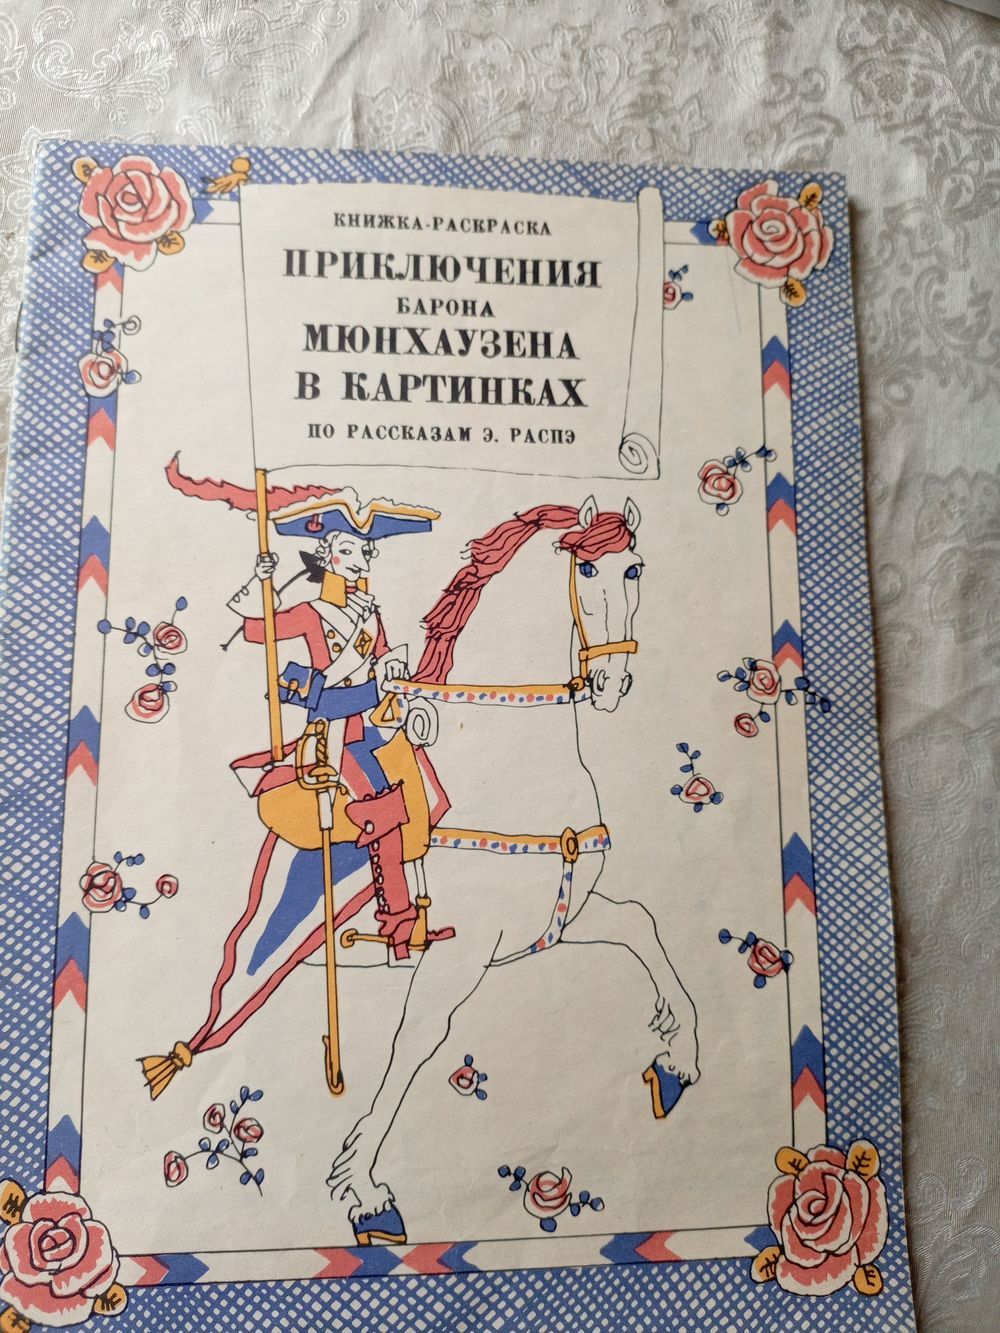 КНИЖКА-РАСКРАСКА
ПРИКЛЮЧЕНИЯ
БАРОНА
МЮНХАУЗЕНА
В КАРТИНКАХ
ПО РАССКАЗАМ Э. РАСПЭ